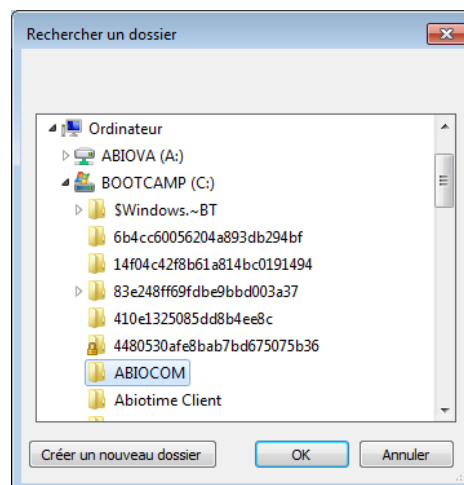 Rechercher un dossier
Ordinateur
ABIOVA (A:)
BOOTCAMP (C:)
$Windows.~BT
6b4cc60056204a893db294bf
14f04c42f8b61a814bc0191494
83e248ff69fdbe9bbd003a37
410e1325085dd8b4ee8c
4480530afe8bab7bd675075b36
ABIOCOM
Abiotime Client
Créer un nouveau dossier OK Annuler